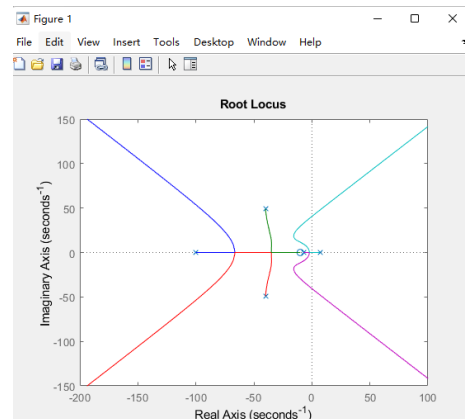 Figure 1
File Edit View Insert Tools Desktop Window Help
Root Locus
150
100
50
0
-50
-100
-150
-200 -150 -100 -50 0 50 100
Imaginary Axis (seconds⁻¹)
Real Axis (seconds⁻¹)